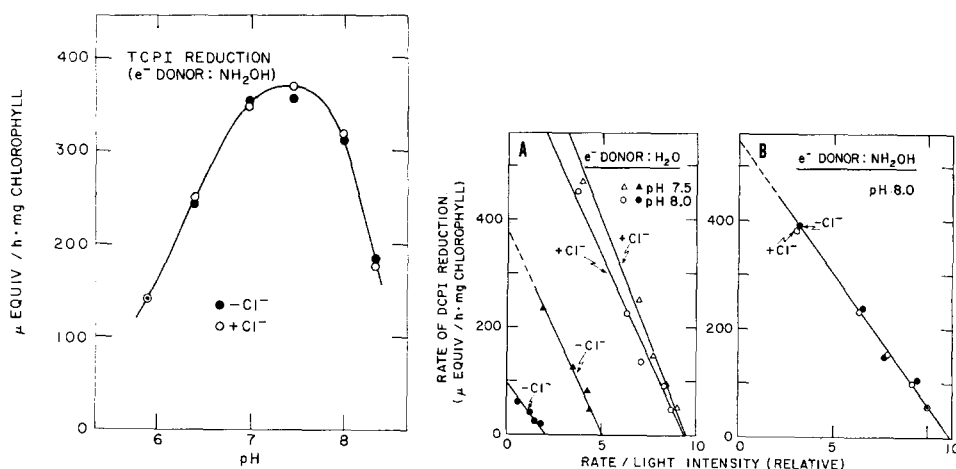 400
300
200
100
0
μ EQUIV / h · mg CHLOROPHYLL
TCPI REDUCTION
(e⁻ DONOR: NH₂OH)
● −Cl⁻
○ +Cl⁻
6 7 8
pH
A
e⁻ DONOR: H₂O
△ ▲ pH 7.5
○ ● pH 8.0
+Cl⁻
+Cl⁻
−Cl⁻
−Cl⁻
400
200
0
RATE OF DCPI REDUCTION
(μ EQUIV / h · mg CHLOROPHYLL)
0 5 10
B
e⁻ DONOR: NH₂OH
pH 8.0
−Cl⁻
+Cl⁻
400
200
0
0 5 10
RATE / LIGHT INTENSITY (RELATIVE)